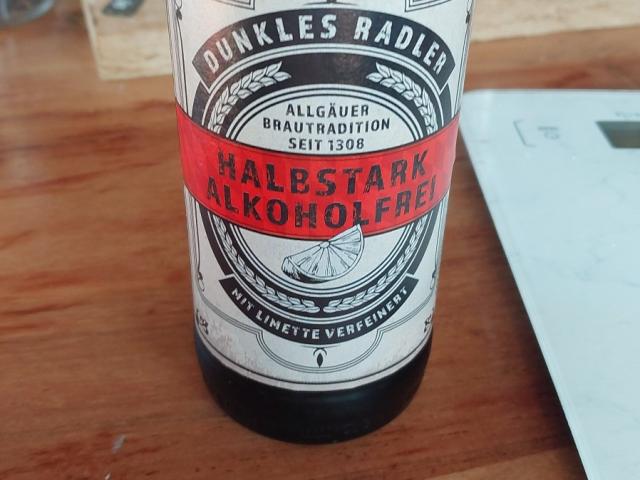 DUNKLES RADLER
ALLGÄUER
BRAUTRADITION
SEIT 1308
HALBSTARK
ALKOHOLFREI
MIT LIMETTE VERFEINERT